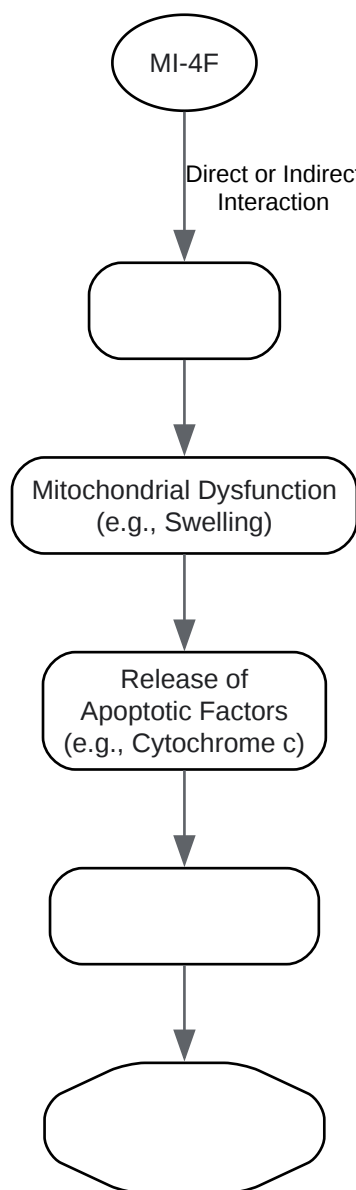 MI-4F
Direct or Indirect
Interaction
Mitochondrial Dysfunction
(e.g., Swelling)
Release of
Apoptotic Factors
(e.g., Cytochrome c)